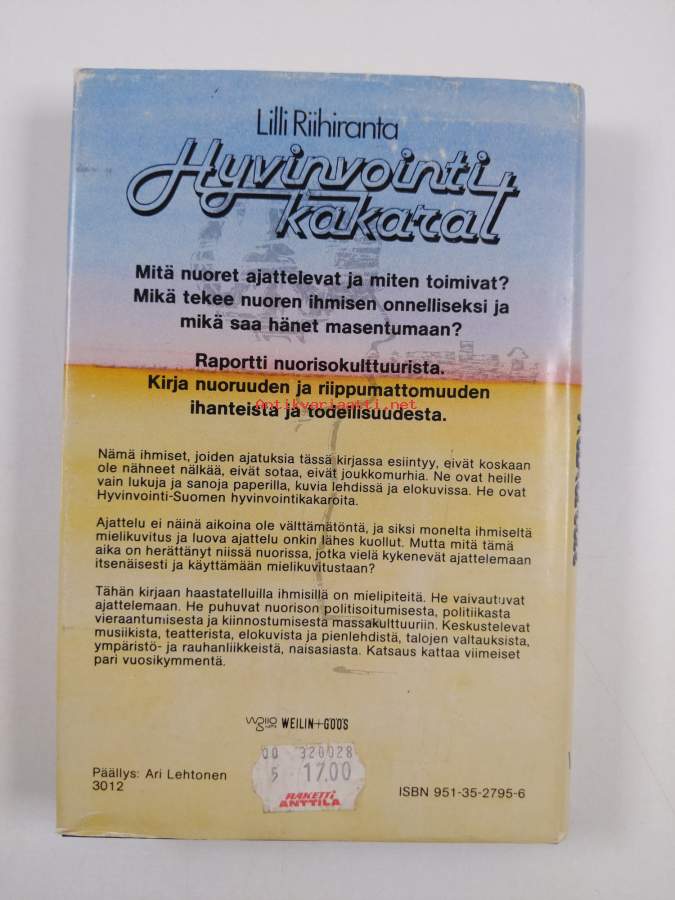 Lilli Riihiranta
Hyvinvointi
kakarat
Mitä nuoret ajattelevat ja miten toimivat?
Mikä tekee nuoren ihmisen onnelliseksi ja
mikä saa hänet masentumaan?
Raportti nuorisokulttuurista.
Kirja nuoruuden ja riippumattomuuden
ihanteista ja todellisuudesta.
Antikvariaatti.net
Nämä ihmiset, joiden ajatuksia tässä kirjassa esiintyy, eivät koskaan
ole nähneet nälkää, eivät sotaa, eivät joukkomurhia. Ne ovat heille
vain lukuja ja sanoja paperilla, kuvia lehdissä ja elokuvissa. He ovat
Hyvinvointi-Suomen hyvinvointikakaroita.
Ajattelu ei näinä aikoina ole välttämätöntä, ja siksi monelta ihmiseltä
mielikuvitus ja luova ajattelu onkin lähes kuollut. Mutta mitä tämä
aika on herättänyt niissä nuorissa, jotka vielä kykenevät ajattelemaan
itsenäisesti ja käyttämään mielikuvitustaan?
Tähän kirjaan haastatelluilla ihmisillä on mielipiteitä. He vaivautuvat
ajattelemaan. He puhuvat nuorison politisoitumisesta, politiikasta
vieraantumisesta ja kiinnostumisesta massakulttuuriin. Keskustelevat
musiikista, teatterista, elokuvista ja pienlehdistä, talojen valtauksista,
ympäristö- ja rauhanliikkeistä, naisasiasta. Katsaus kattaa viimeiset
pari vuosikymmentä.
WEILIN+GÖÖS
00 320028
5 17.00
RAKETTI
ANTTILA
Päällys: Ari Lehtonen
3012
ISBN 951-35-2795-6